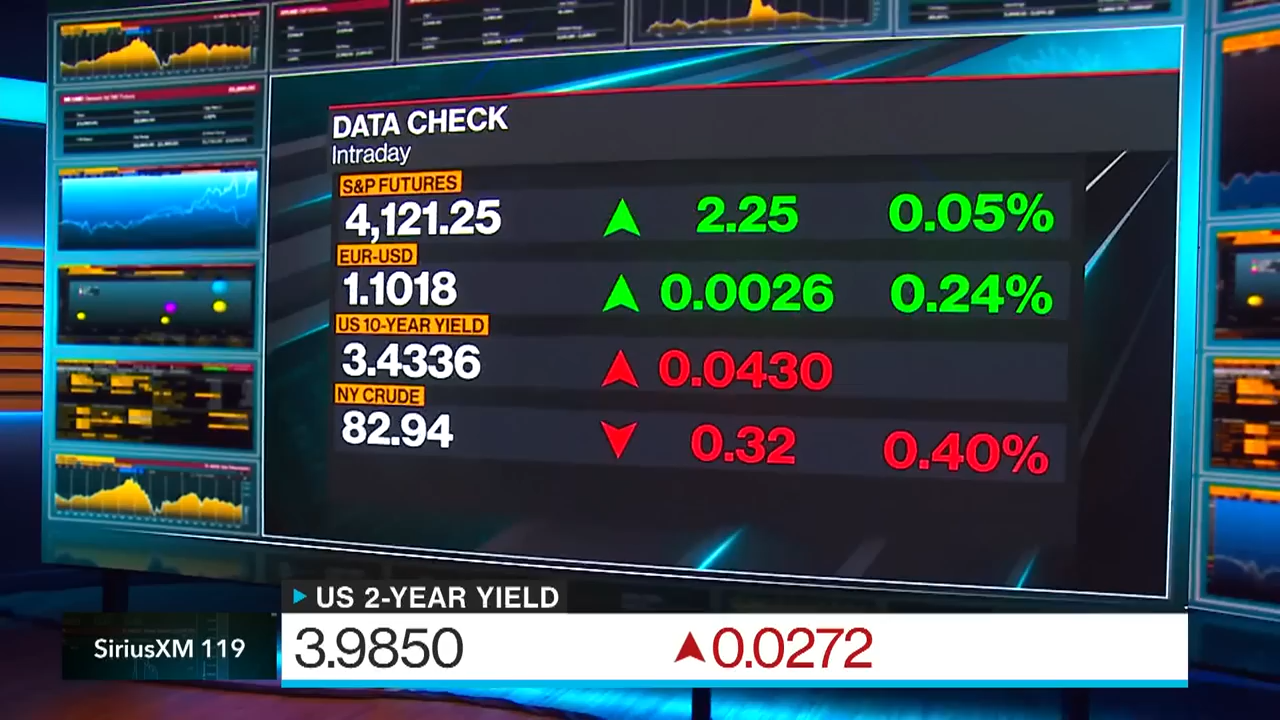 DATA CHECK
Intraday
S&P FUTURES
4,121.25 2.25 0.05%
EUR-USD
1.1018 0.0026 0.24%
US 10-YEAR YIELD
3.4336 0.0430
NY CRUDE
82.94 0.32 0.40%
US 2-YEAR YIELD
SiriusXM 119
3.9850 0.0272